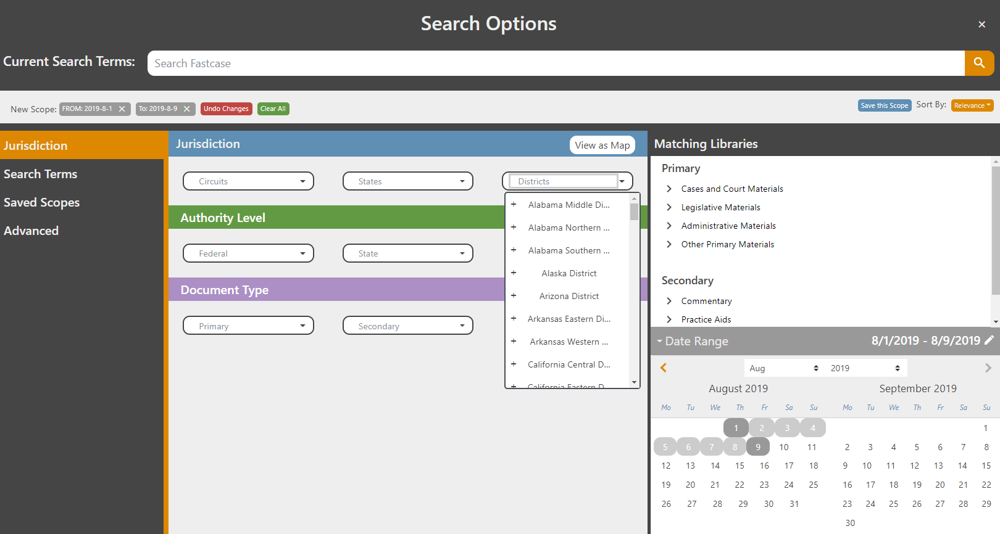 Search Options
×
Current Search Terms:
Search Fastcase
New Scope: FROM: 2019-8-1 × To: 2019-8-9 × Undo Changes Clear All
Save this Scope Sort By: Relevance
Jurisdiction
Search Terms
Saved Scopes
Advanced
Jurisdiction View as Map
Circuits States Districts
+ Alabama Middle Di...
+ Alabama Northern ...
+ Alabama Southern ...
+ Alaska District
+ Arizona District
+ Arkansas Eastern Di...
+ Arkansas Western ...
+ California Central D...
+ California Eastern D
Authority Level
Federal State
Document Type
Primary Secondary
Matching Libraries
Primary
Cases and Court Materials
Legislative Materials
Administrative Materials
Other Primary Materials
Secondary
Commentary
Practice Aids
Date Range 8/1/2019 - 8/9/2019
Aug 2019
August 2019
Mo Tu We Th Fr Sa Su
1 2 3 4
5 6 7 8 9 10 11
12 13 14 15 16 17 18
19 20 21 22 23 24 25
26 27 28 29 30 31
September 2019
Mo Tu We Th Fr Sa Su
1
2 3 4 5 6 7 8
9 10 11 12 13 14 15
16 17 18 19 20 21 22
23 24 25 26 27 28 29
30